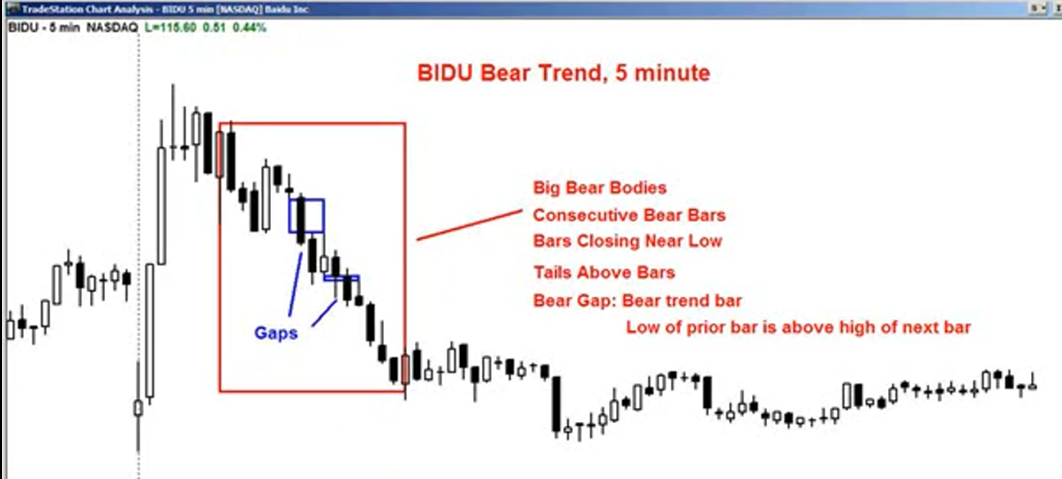 TradeStation Chart Analysis - BIDU 5 min [NASDAQ] Baidu Inc
BIDU - 5 min NASDAQ L=115.60 0.51 0.44%
BIDU Bear Trend, 5 minute
Big Bear Bodies
Consecutive Bear Bars
Bars Closing Near Low
Tails Above Bars
Bear Gap: Bear trend bar
Low of prior bar is above high of next bar
Gaps